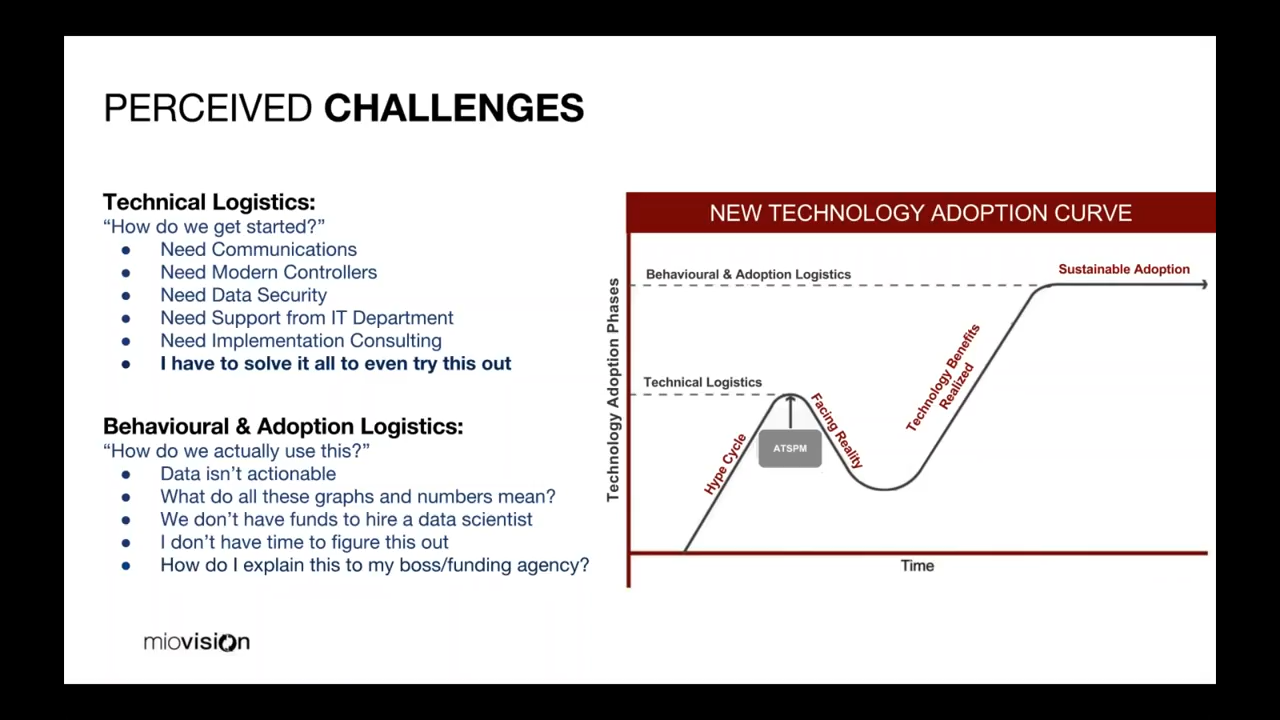 PERCEIVED CHALLENGES
Technical Logistics:
“How do we get started?”
● Need Communications
● Need Modern Controllers
● Need Data Security
● Need Support from IT Department
● Need Implementation Consulting
● I have to solve it all to even try this out
Behavioural & Adoption Logistics:
“How do we actually use this?”
● Data isn’t actionable
● What do all these graphs and numbers mean?
● We don’t have funds to hire a data scientist
● I don’t have time to figure this out
● How do I explain this to my boss/funding agency?
miovision
NEW TECHNOLOGY ADOPTION CURVE
Technology Adoption Phases
Behavioural & Adoption Logistics
Sustainable Adoption
Technical Logistics
Hype Cycle
ATSPM
Facing Reality
Technology Benefits
Realized
Time